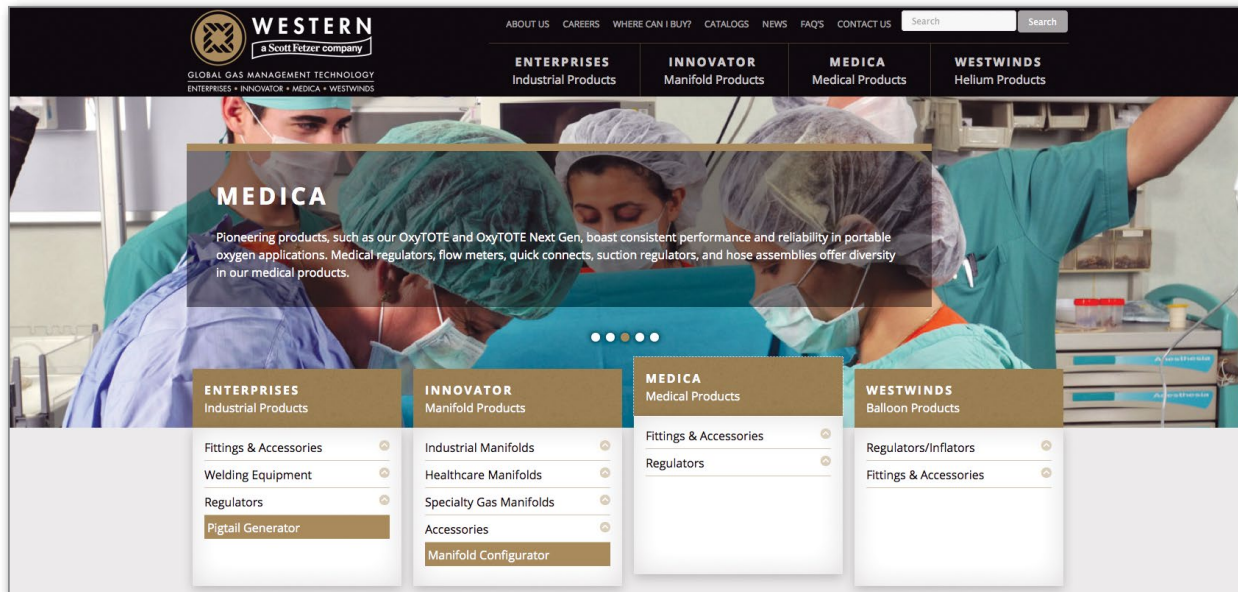 WESTERN
a Scott Fetzer company
GLOBAL GAS MANAGEMENT TECHNOLOGY
ENTERPRISES • INNOVATOR • MEDICA • WESTWINDS
ABOUT US CAREERS WHERE CAN I BUY? CATALOGS NEWS FAQ'S CONTACT US Search Search
ENTERPRISES
Industrial Products
INNOVATOR
Manifold Products
MEDICA
Medical Products
WESTWINDS
Helium Products
MEDICA
Pioneering products, such as our OxyTOTE and OxyTOTE Next Gen, boast consistent performance and reliability in portable
oxygen applications. Medical regulators, flow meters, quick connects, suction regulators, and hose assemblies offer diversity
in our medical products.
Anesthesia
Anesthesia
ENTERPRISES
Industrial Products
Fittings & Accessories
Welding Equipment
Regulators
Pigtail Generator
INNOVATOR
Manifold Products
Industrial Manifolds
Healthcare Manifolds
Specialty Gas Manifolds
Accessories
Manifold Configurator
MEDICA
Medical Products
Fittings & Accessories
Regulators
WESTWINDS
Balloon Products
Regulators/Inflators
Fittings & Accessories